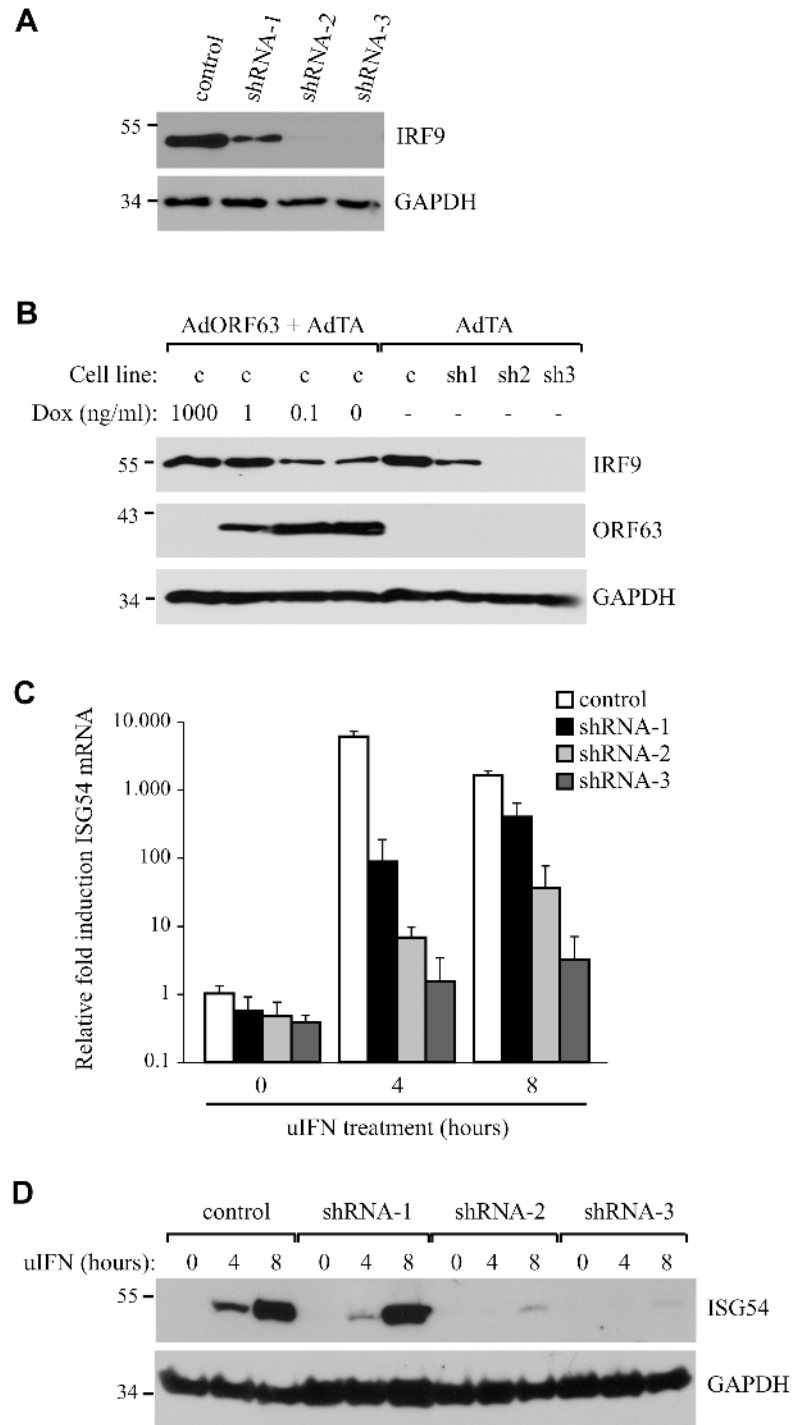 A
control shRNA-1 shRNA-2 shRNA-3
55
IRF9
34
GAPDH
B
AdORF63 + AdTA AdTA
Cell line: c c c c c sh1 sh2 sh3
Dox (ng/ml): 1000 1 0.1 0 - - - -
55
IRF9
43
ORF63
34
GAPDH
C
control
shRNA-1
shRNA-2
shRNA-3
Relative fold induction ISG54 mRNA
10.000
1.000
100
10
1
0.1
0 4 8
uIFN treatment (hours)
D
control shRNA-1 shRNA-2 shRNA-3
uIFN (hours): 0 4 8 0 4 8 0 4 8 0 4 8
55
ISG54
34
GAPDH